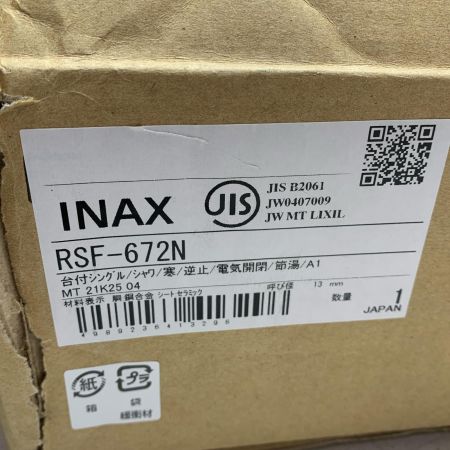 INAX
JIS
JIS B2061
JW0407009
JW MT LIXIL
RSF-672N
台付シングル/シャワ/寒/逆止/電気開閉/節湯/A1
MT 21K25 04
材料表示 胴:銅合金 シート:セラミック
呼び径 13 mm
数量 1
JAPAN
4989236413296
紙
箱
プラ
袋
緩衝材